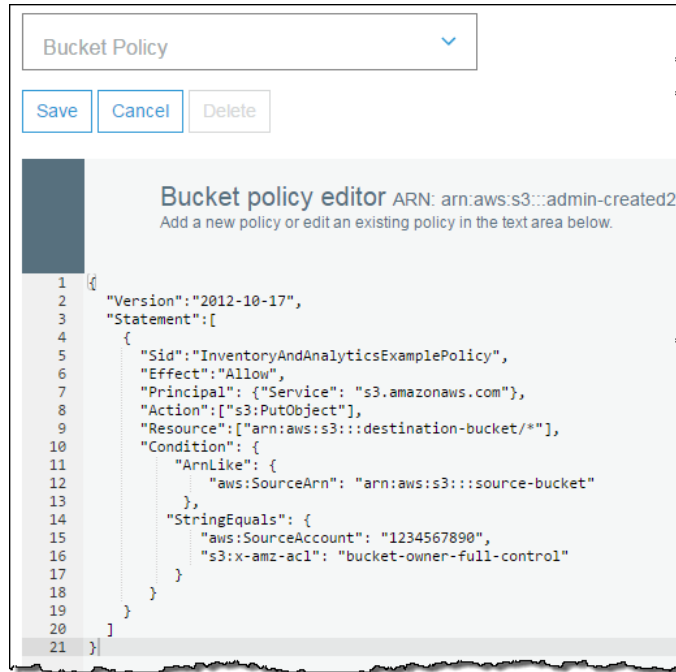 Bucket Policy
Save Cancel Delete
Bucket policy editor ARN: arn:aws:s3:::admin-created2
Add a new policy or edit an existing policy in the text area below.
1 {
2 "Version":"2012-10-17",
3 "Statement":[
4 {
5 "Sid":"InventoryAndAnalyticsExamplePolicy",
6 "Effect":"Allow",
7 "Principal": {"Service": "s3.amazonaws.com"},
8 "Action":["s3:PutObject"],
9 "Resource":["arn:aws:s3:::destination-bucket/*"],
10 "Condition": {
11 "ArnLike": {
12 "aws:SourceArn": "arn:aws:s3:::source-bucket"
13 },
14 "StringEquals": {
15 "aws:SourceAccount": "1234567890",
16 "s3:x-amz-acl": "bucket-owner-full-control"
17 }
18 }
19 }
20 ]
21 }